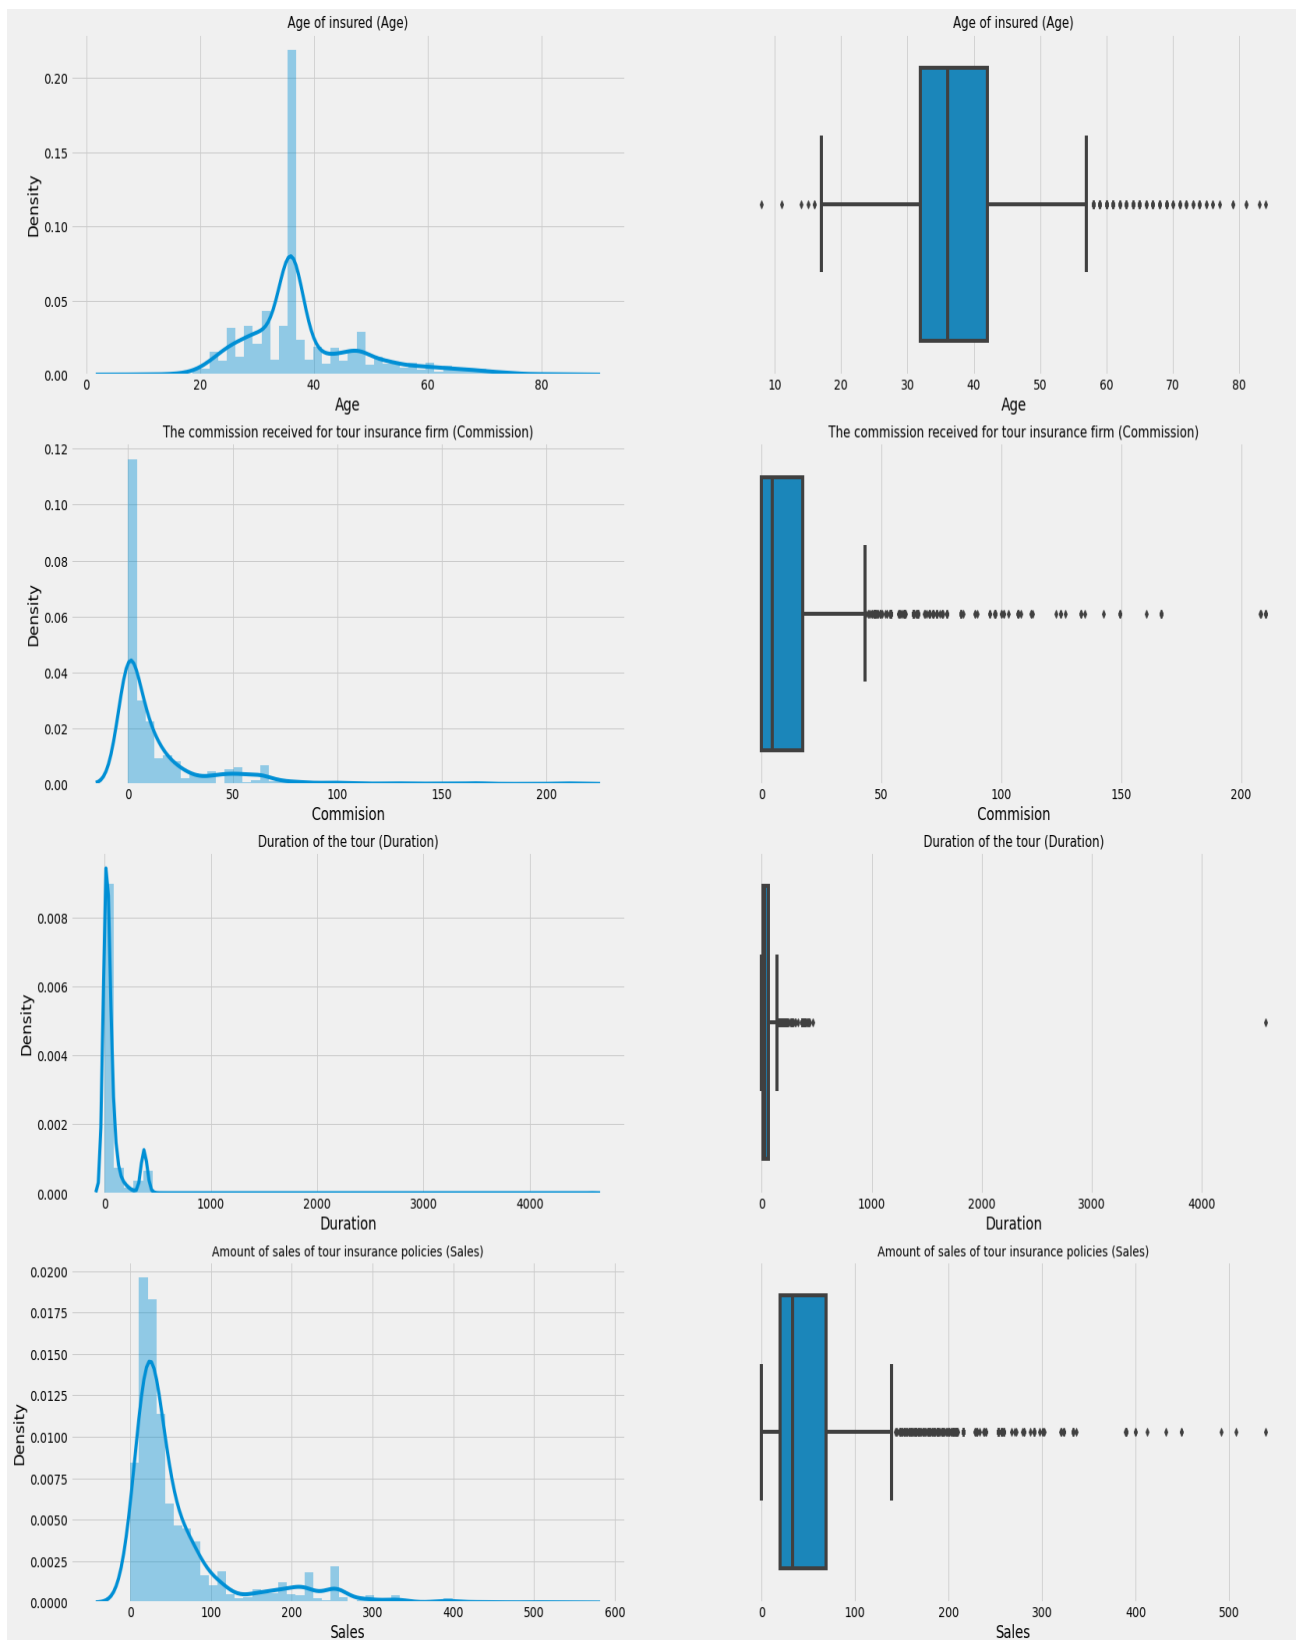 Age of insured (Age)
0.20
0.15
0.10
0.05
0.00
Density
0 20 40 60 80
Age
Age of insured (Age)
10 20 30 40 50 60 70 80
Age
The commission received for tour insurance firm (Commission)
0.12
0.10
0.08
0.06
0.04
0.02
0.00
Density
0 50 100 150 200
Commision
The commission received for tour insurance firm (Commission)
0 50 100 150 200
Commision
Duration of the tour (Duration)
0.008
0.006
0.004
0.002
0.000
Density
0 1000 2000 3000 4000
Duration
Duration of the tour (Duration)
0 1000 2000 3000 4000
Duration
Amount of sales of tour insurance policies (Sales)
0.0200
0.0175
0.0150
0.0125
0.0100
0.0075
0.0050
0.0025
0.0000
Density
0 100 200 300 400 500 600
Sales
Amount of sales of tour insurance policies (Sales)
0 100 200 300 400 500
Sales